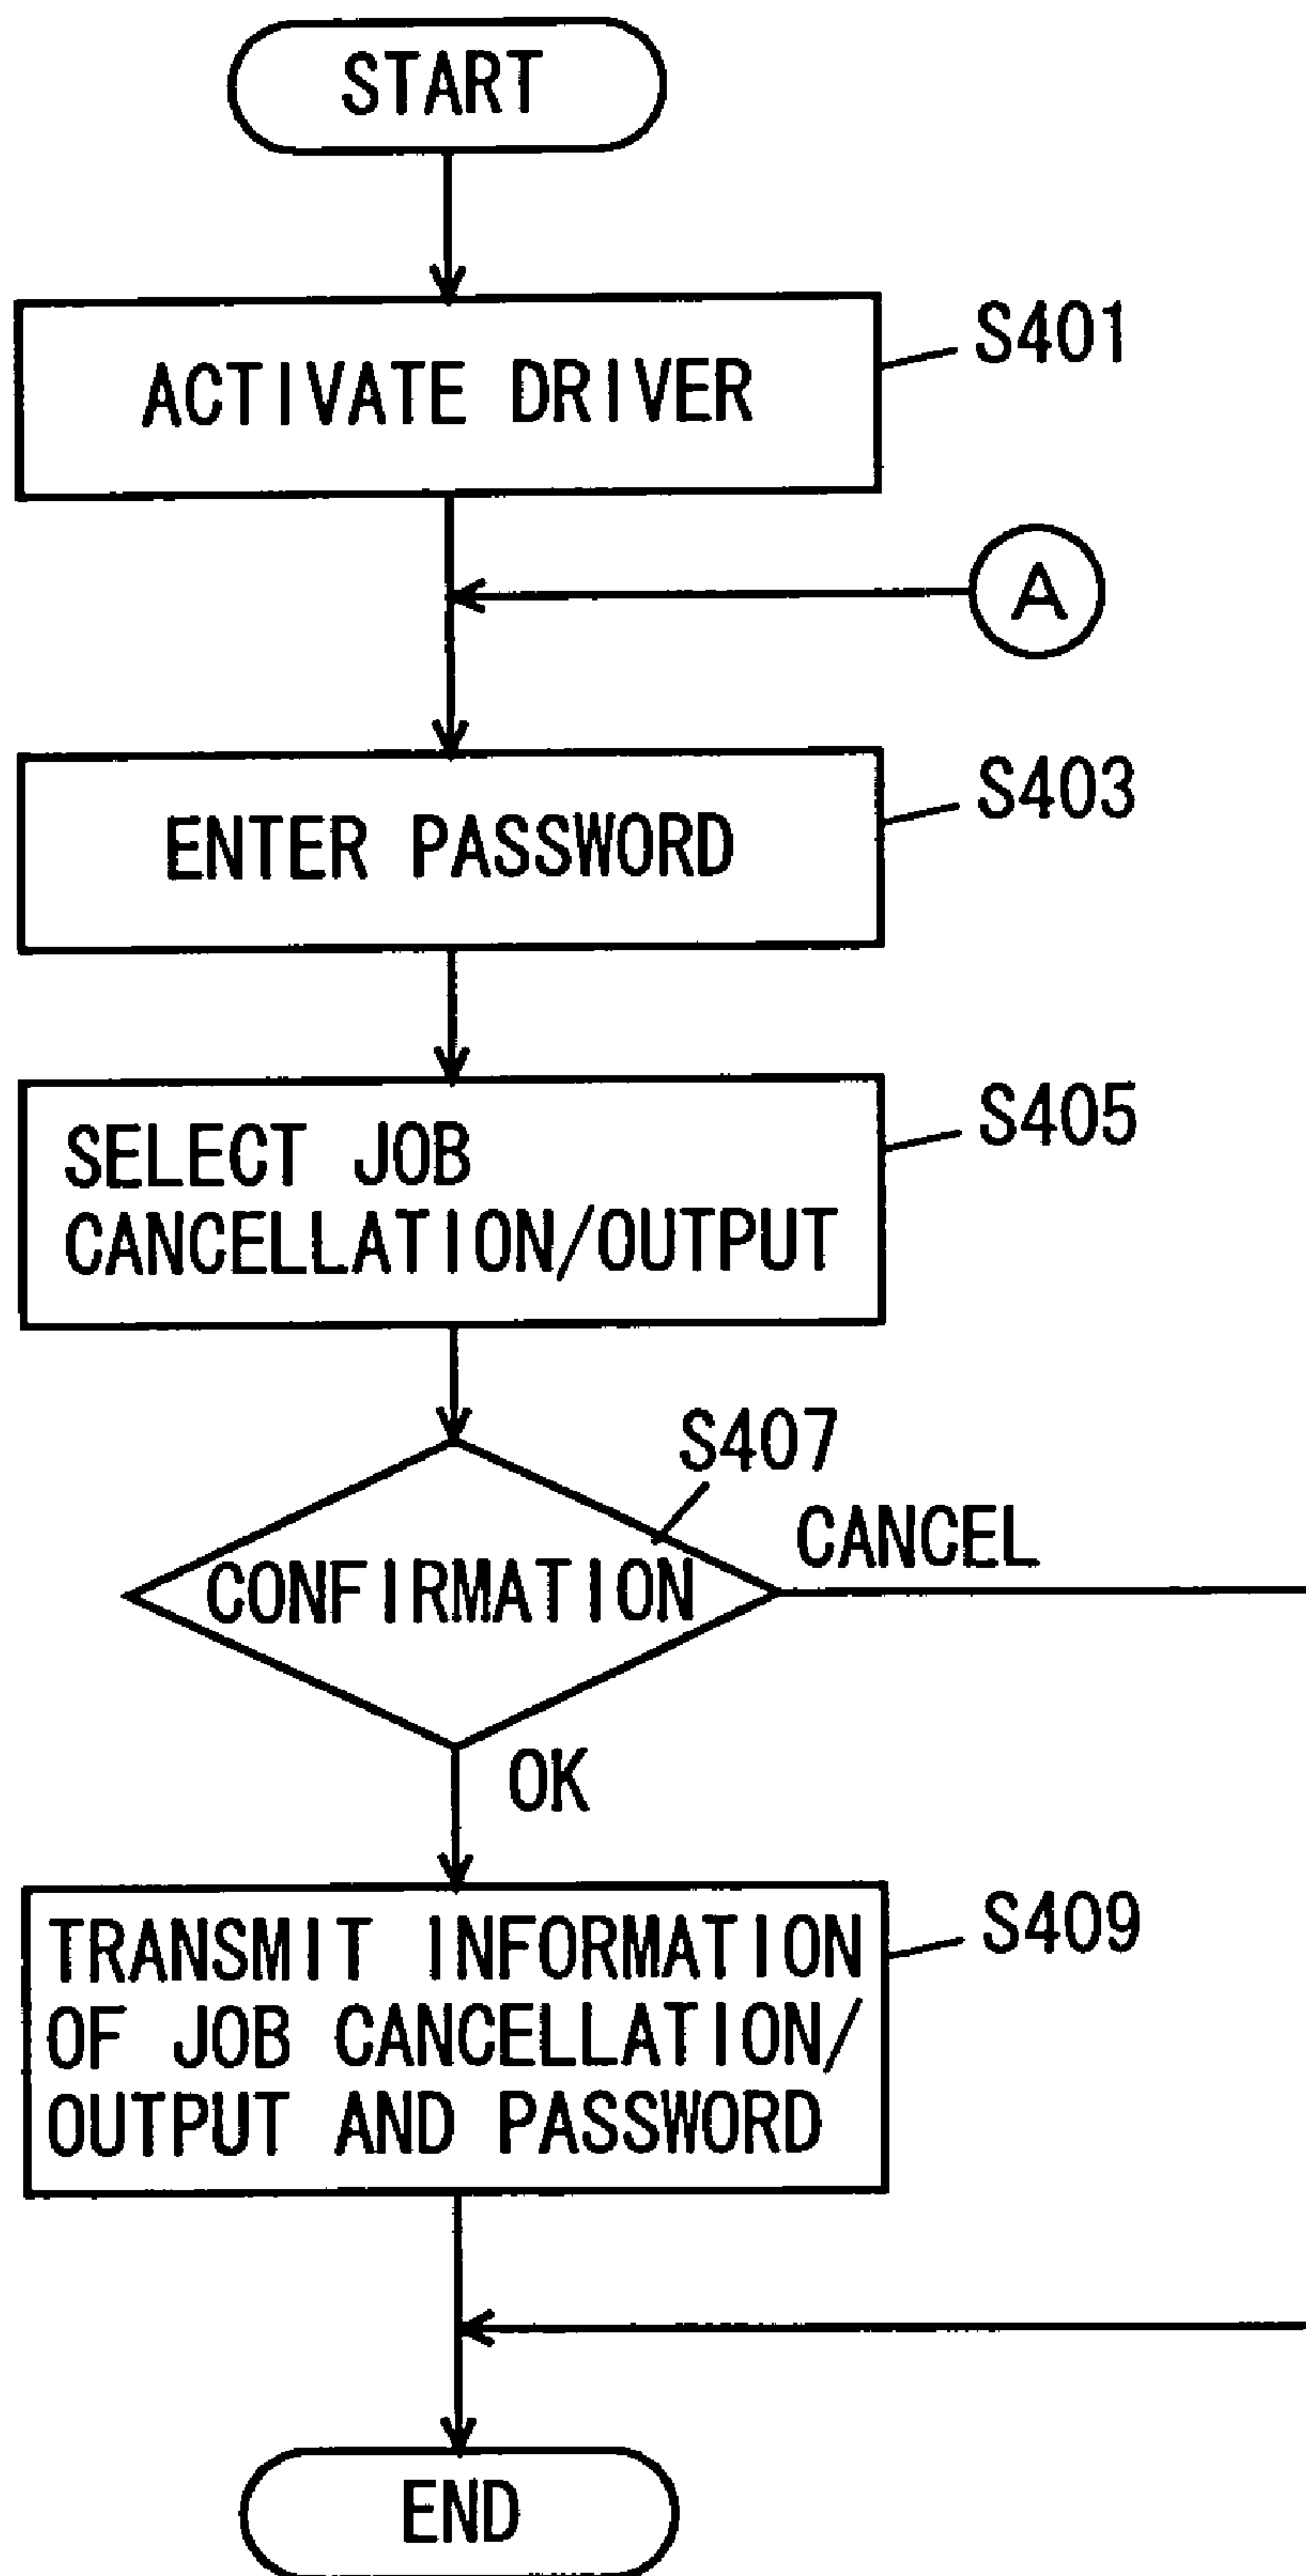 START
ACTIVATE DRIVER
S401
A
ENTER PASSWORD
S403
SELECT JOB
CANCELLATION/OUTPUT
S405
S407
CONFIRMATION
CANCEL
OK
TRANSMIT INFORMATION
OF JOB CANCELLATION/
OUTPUT AND PASSWORD
S409
END